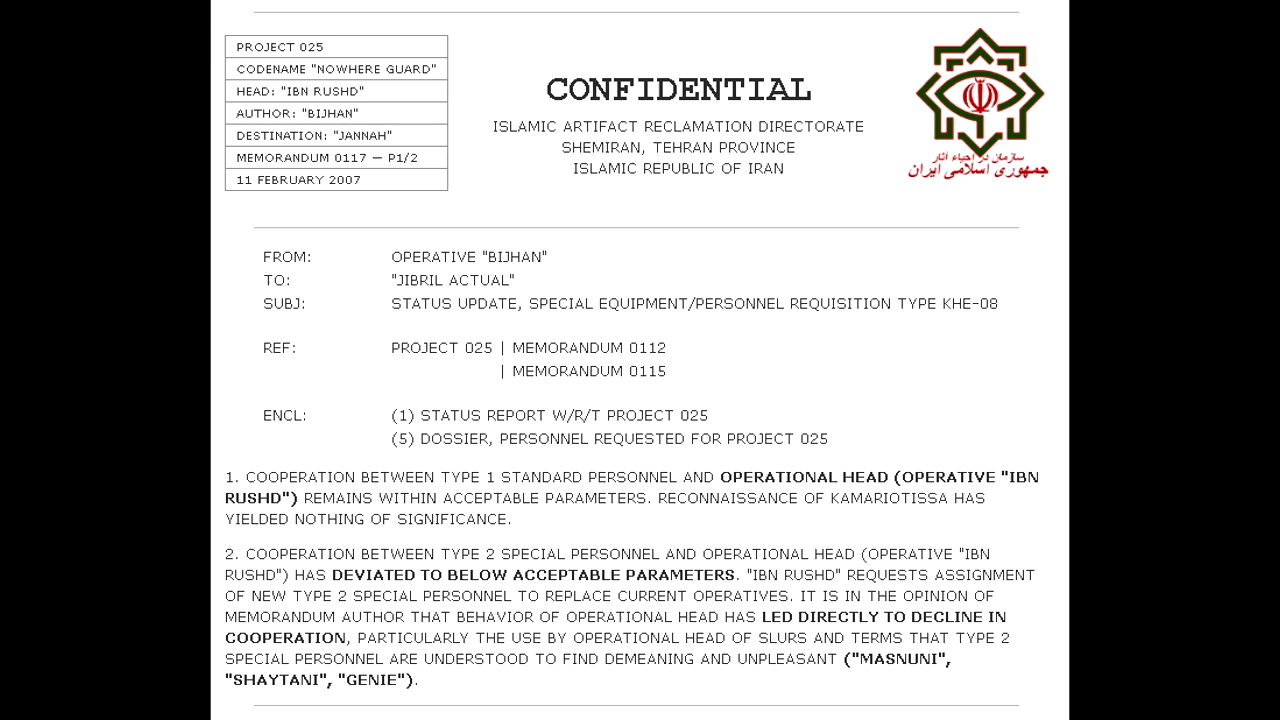 PROJECT 025
CODENAME "NOWHERE GUARD"
HEAD: "IBN RUSHD"
AUTHOR: "BIJHAN"
DESTINATION: "JANNAH"
MEMORANDUM 0117 — P1/2
11 FEBRUARY 2007
CONFIDENTIAL
ISLAMIC ARTIFACT RECLAMATION DIRECTORATE
SHEMIRAN, TEHRAN PROVINCE
ISLAMIC REPUBLIC OF IRAN
سازمان در احیاء آثار
جمهوری اسلامی ایران
FROM: OPERATIVE "BIJHAN"
TO: "JIBRIL ACTUAL"
SUBJ: STATUS UPDATE, SPECIAL EQUIPMENT/PERSONNEL REQUISITION TYPE KHE-08
REF: PROJECT 025 | MEMORANDUM 0112
| MEMORANDUM 0115
ENCL: (1) STATUS REPORT W/R/T PROJECT 025
(5) DOSSIER, PERSONNEL REQUESTED FOR PROJECT 025
1. COOPERATION BETWEEN TYPE 1 STANDARD PERSONNEL AND OPERATIONAL HEAD (OPERATIVE "IBN
RUSHD") REMAINS WITHIN ACCEPTABLE PARAMETERS. RECONNAISSANCE OF KAMARIOTISSA HAS
YIELDED NOTHING OF SIGNIFICANCE.
2. COOPERATION BETWEEN TYPE 2 SPECIAL PERSONNEL AND OPERATIONAL HEAD (OPERATIVE "IBN
RUSHD") HAS DEVIATED TO BELOW ACCEPTABLE PARAMETERS. "IBN RUSHD" REQUESTS ASSIGNMENT
OF NEW TYPE 2 SPECIAL PERSONNEL TO REPLACE CURRENT OPERATIVES. IT IS IN THE OPINION OF
MEMORANDUM AUTHOR THAT BEHAVIOR OF OPERATIONAL HEAD HAS LED DIRECTLY TO DECLINE IN
COOPERATION, PARTICULARLY THE USE BY OPERATIONAL HEAD OF SLURS AND TERMS THAT TYPE 2
SPECIAL PERSONNEL ARE UNDERSTOOD TO FIND DEMEANING AND UNPLEASANT ("MASNUNI",
"SHAYTANI", "GENIE").